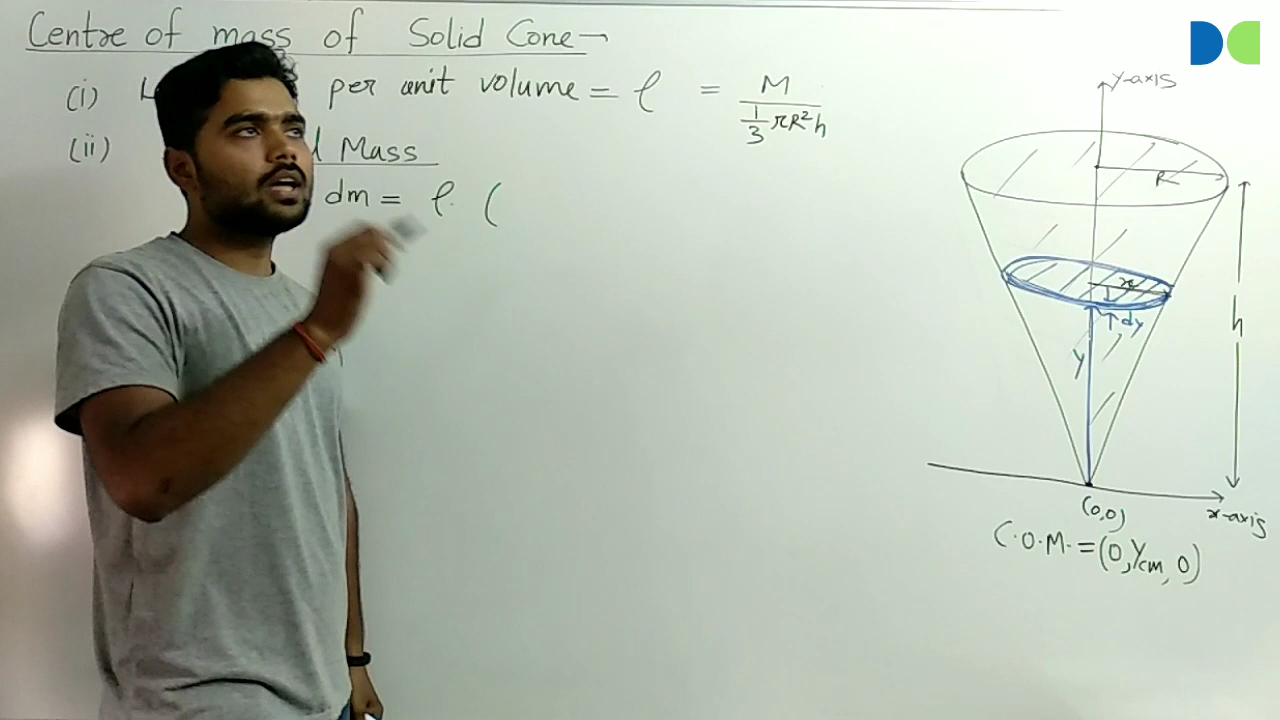 Centre of mass of Solid Cone→
(i) per unit volume = ρ = M / (1/3 πR²h)
(ii) Mass
dm = ρ. (
y-axis
R
x
dy
y
h
(0,0)
x-axis
C.O.M. = (0, Ycm, 0)